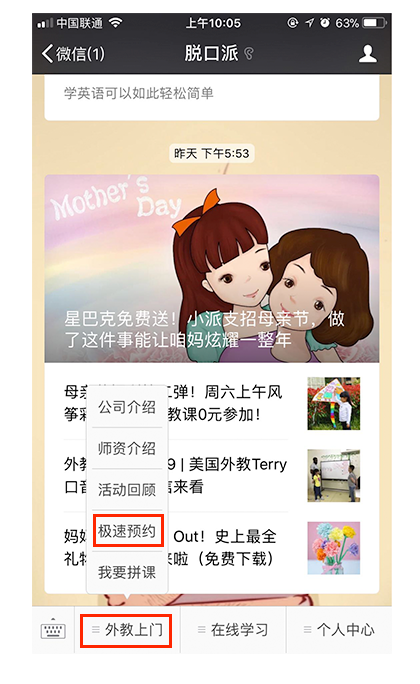 中国联通 上午10:05 63%
微信(1) 脱口派
学英语可以如此轻松简单
昨天 下午5:53
Mother's
Day
星巴克免费送！小派支招母亲节，做
了这件事能让咱妈炫耀一整年
母亲 二弹！周六上午风
筝彩 教课0元参加！
外教 9 | 美国外教Terry
口音 来看
妈妈 Out！史上最全
礼物 来啦（免费下载）
公司介绍
师资介绍
活动回顾
极速预约
我要拼课
外教上门 在线学习 个人中心